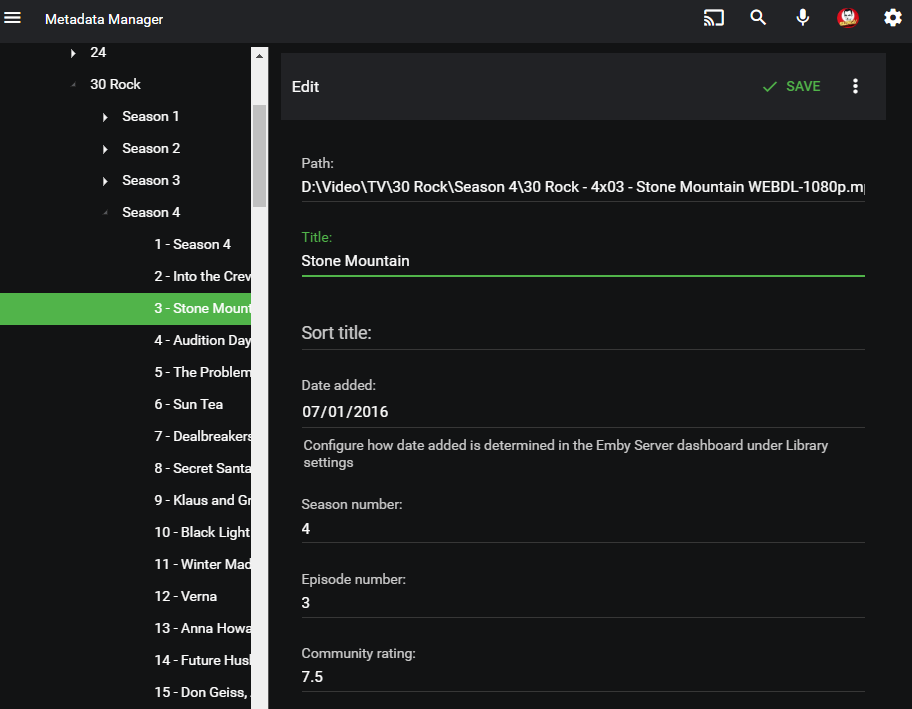 Metadata Manager
24
30 Rock
Season 1
Season 2
Season 3
Season 4
1 - Season 4
2 - Into the Crev
3 - Stone Mount
4 - Audition Day
5 - The Problem
6 - Sun Tea
7 - Dealbreakers
8 - Secret Santa
9 - Klaus and Gr
10 - Black Light
11 - Winter Mad
12 - Verna
13 - Anna Howa
14 - Future Husl
15 - Don Geiss,
Edit
SAVE
Path:
D:\Video\TV\30 Rock\Season 4\30 Rock - 4x03 - Stone Mountain WEBDL-1080p.mp
Title:
Stone Mountain
Sort title:
Date added:
07/01/2016
Configure how date added is determined in the Emby Server dashboard under Library
settings
Season number:
4
Episode number:
3
Community rating:
7.5